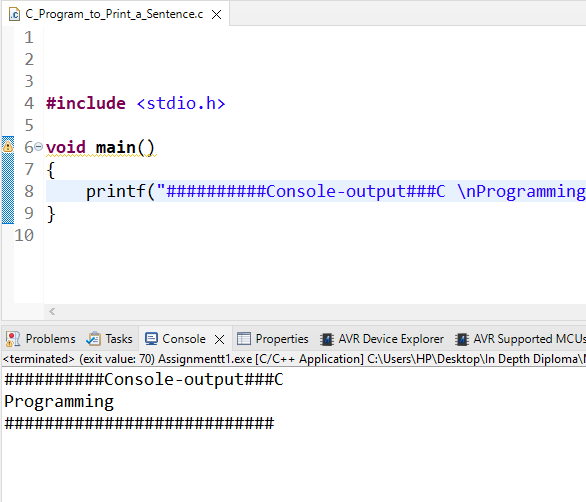 C_Program_to_Print_a_Sentence.c
1
2
3
4 #include <stdio.h>
5
6 void main()
7 {
8 printf("##########Console-output###C \nProgramming
9 }
10
Problems Tasks Console Properties AVR Device Explorer AVR Supported MCUs
<terminated> (exit value: 70) Assignmentt1.exe [C/C++ Application] C:\Users\HP\Desktop\In Depth Diploma\
##########Console-output###C
Programming
###########################